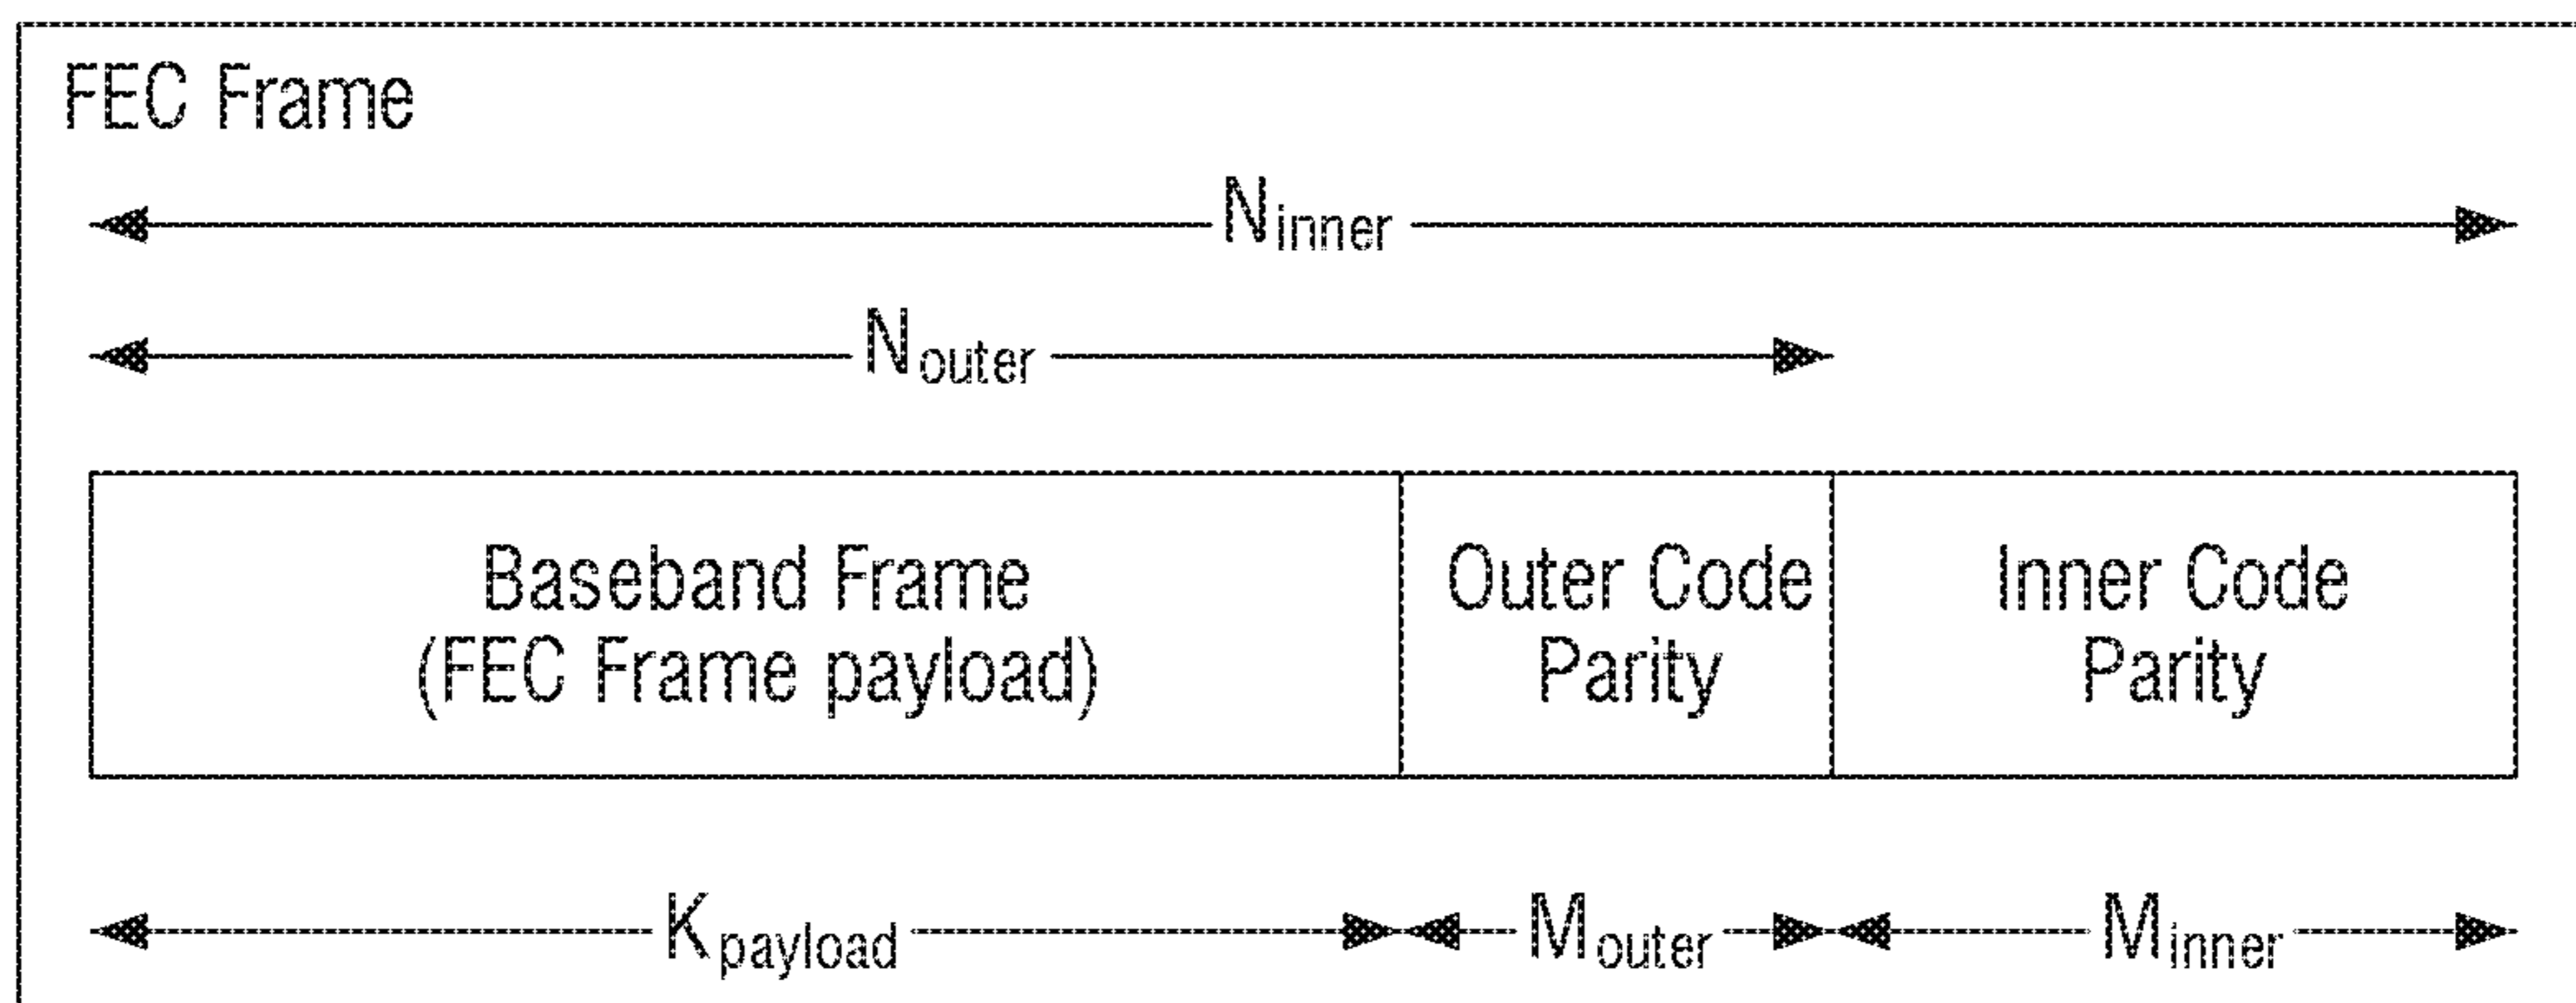 FEC Frame
Ninner
Nouter
Baseband Frame
(FEC Frame payload)
Outer Code
Parity
Inner Code
Parity
Kpayload
Mouter
Minner